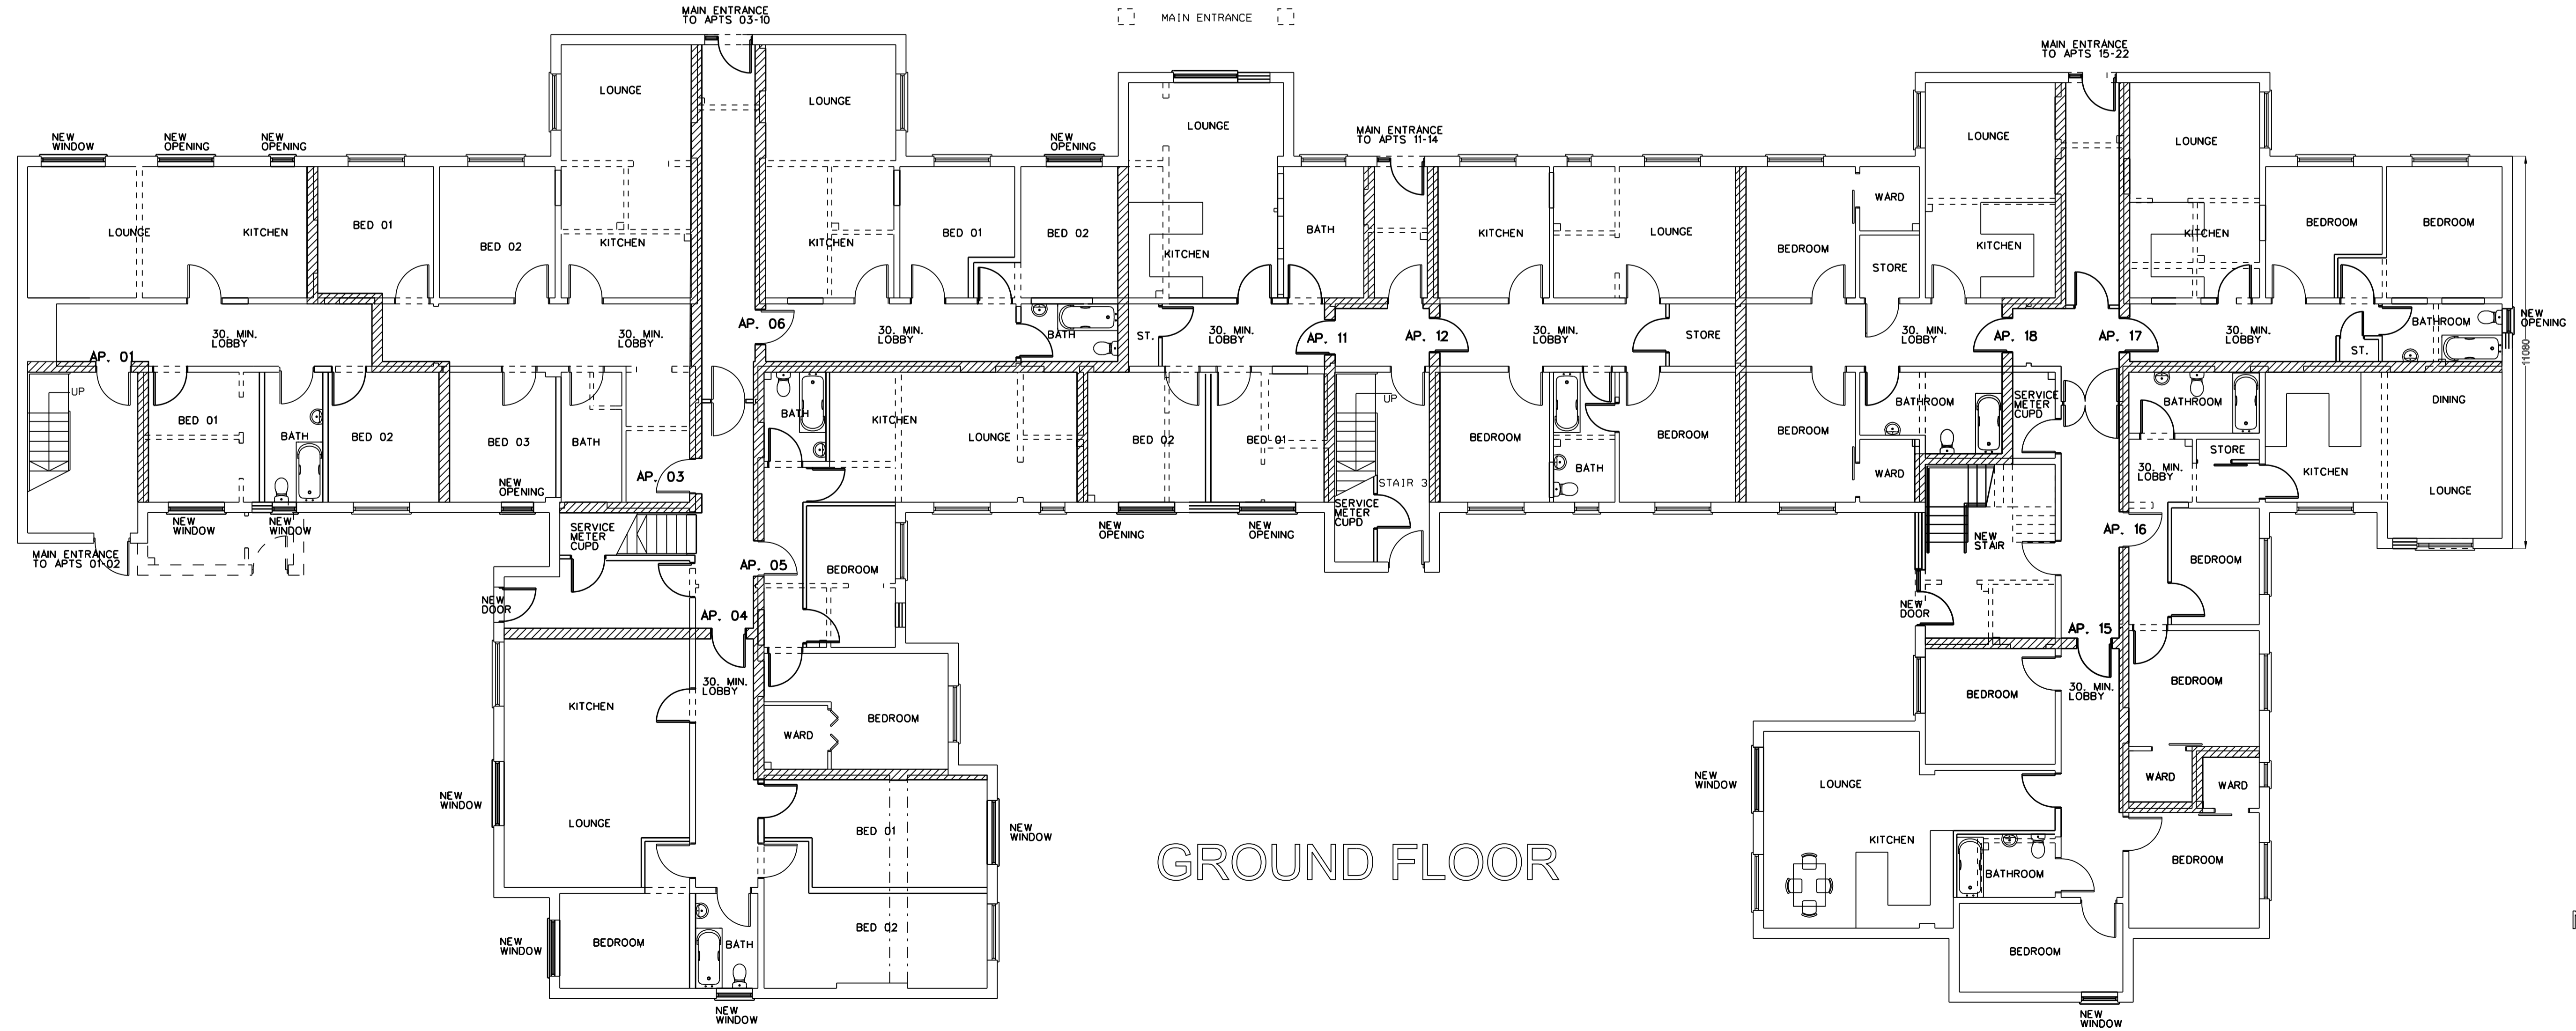 MAIN ENTRANCE
TO APTS 03-10
MAIN ENTRANCE
MAIN ENTRANCE
TO APTS 15-22
LOUNGE
LOUNGE
LOUNGE
MAIN ENTRANCE
TO APTS 11-14
LOUNGE
LOUNGE
NEW
WINDOW
NEW
OPENING
NEW
OPENING
NEW
OPENING
LOUNGE
KITCHEN
BED 01
BED 02
KITCHEN
KITCHEN
BED 01
BED 02
KITCHEN
BATH
KITCHEN
LOUNGE
BEDROOM
WARD
STORE
KITCHEN
KITCHEN
BEDROOM
BEDROOM
AP. 01
30. MIN.
LOBBY
30. MIN.
LOBBY
AP. 06
30. MIN.
LOBBY
BATH
ST.
30. MIN.
LOBBY
AP. 11
AP. 12
30. MIN.
LOBBY
STORE
30. MIN.
LOBBY
AP. 18
AP. 17
30. MIN.
LOBBY
ST.
BATHROOM
NEW
OPENING
11080
UP
BED 01
BATH
BED 02
BED 03
BATH
NEW
OPENING
AP. 03
BATH
KITCHEN
LOUNGE
BED 02
BED 01
UP
STAIR 3
SERVICE
METER
CUPD
BEDROOM
BATH
BEDROOM
BEDROOM
BATHROOM
WARD
SERVICE
METER
CUPD
BATHROOM
STORE
30. MIN.
LOBBY
KITCHEN
DINING
LOUNGE
NEW
WINDOW
NEW
WINDOW
MAIN ENTRANCE
TO APTS 01-02
SERVICE
METER
CUPD
NEW
OPENING
NEW
OPENING
NEW
STAIR
AP. 16
BEDROOM
AP. 05
BEDROOM
NEW
DOOR
AP. 04
NEW
DOOR
AP. 15
30. MIN.
LOBBY
KITCHEN
BEDROOM
WARD
30. MIN.
LOBBY
BEDROOM
BEDROOM
NEW
WINDOW
LOUNGE
BED 01
NEW
WINDOW
NEW
WINDOW
LOUNGE
WARD
WARD
GROUND FLOOR
KITCHEN
BATHROOM
BEDROOM
NEW
WINDOW
BEDROOM
BATH
BED 02
BEDROOM
NEW
WINDOW
NEW
WINDOW